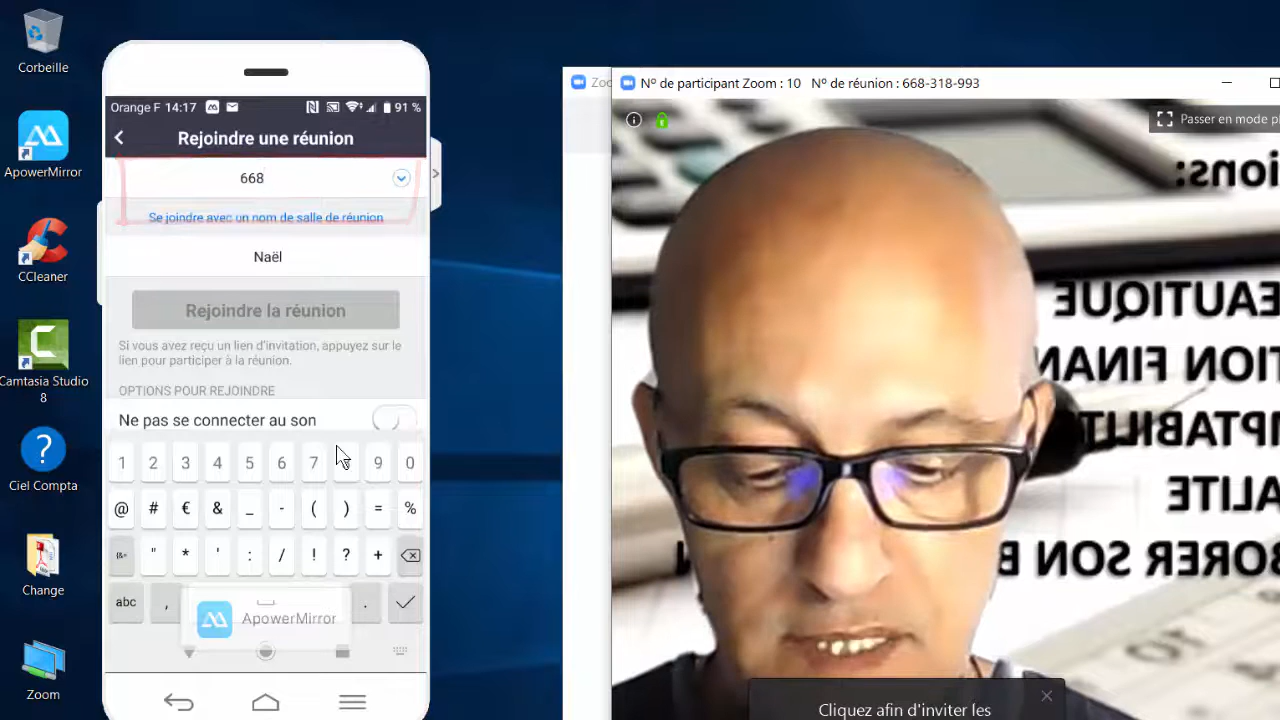 Corbeille
ApowerMirror
CCleaner
Camtasia Studio
8
Ciel Compta
Change
Zoom
Orange F 14:17
91 %
Rejoindre une réunion
668
Se joindre avec un nom de salle de réunion
Naël
Rejoindre la réunion
Si vous avez reçu un lien d'invitation, appuyez sur le
lien pour participer à la réunion.
OPTIONS POUR REJOINDRE
Ne pas se connecter au son
1 2 3 4 5 6 7 9 0
@ # € & _ - ( ) = %
" * ' : / ! ? +
abc , .
ApowerMirror
Zoo
Nº de participant Zoom : 10 Nº de réunion : 668-318-993
Passer en mode pl
ions:
EAUTIQUE
TION FINAN
MPTABILIT
ALITE
BORER SON B
Cliquez afin d'inviter les